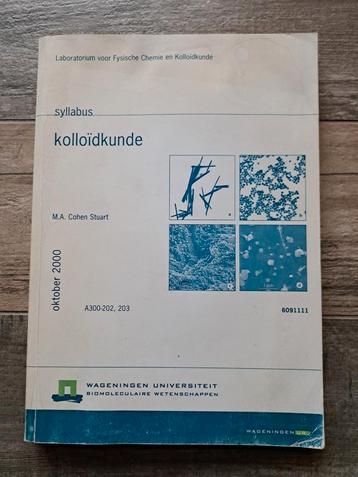 Laboratorium voor Fysische Chemie en Kolloïdkunde
syllabus
kolloïdkunde
M.A. Cohen Stuart
oktober 2000
A300-202, 203
6091111
a
b
c
d
WAGENINGEN UNIVERSITEIT
BIOMOLECULAIRE WETENSCHAPPEN
WAGENINGEN